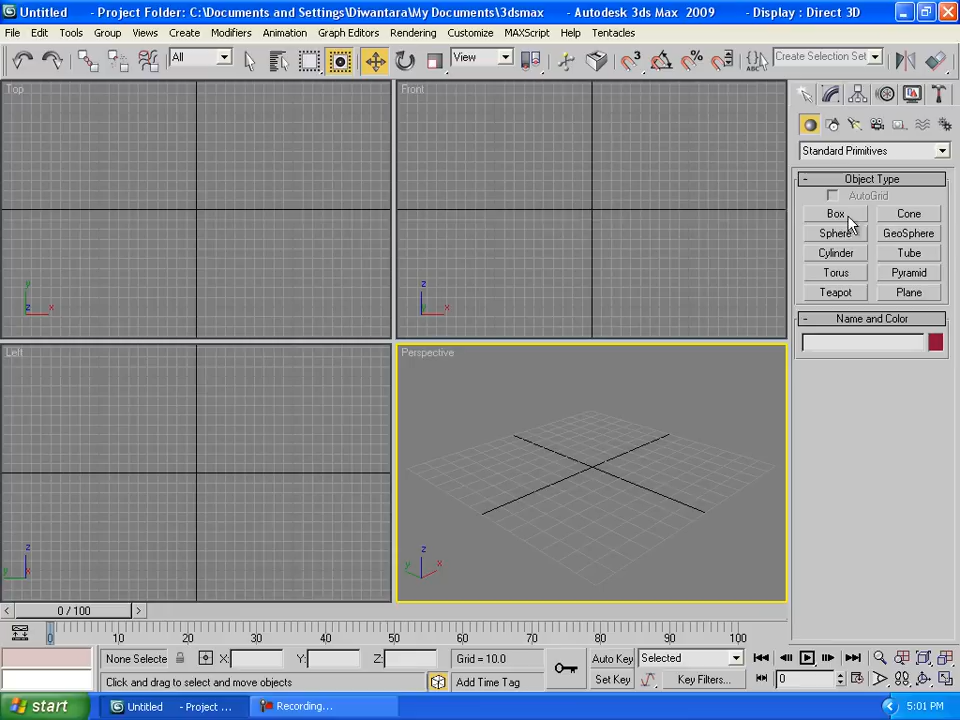 Untitled - Project Folder: C:\Documents and Settings\Diwantara\My Documents\3dsmax - Autodesk 3ds Max 2009 - Display : Direct 3D
File Edit Tools Group Views Create Modifiers Animation Graph Editors Rendering Customize MAXScript Help Tentacles
All View Create Selection Set
Top
Front
Standard Primitives
- Object Type
AutoGrid
Box Cone
Sphere GeoSphere
Cylinder Tube
Torus Pyramid
Teapot Plane
- Name and Color
z y x
z x
Left
Perspective
z y x
z y x
< 0 / 100 >
0 10 20 30 40 50 60 70 80 90 100
None Selecte X: Y: Z: Grid = 10.0 Auto Key Selected
Click and drag to select and move objects Add Time Tag Set Key Key Filters... 0
start Untitled - Project ... Recording... 5:01 PM